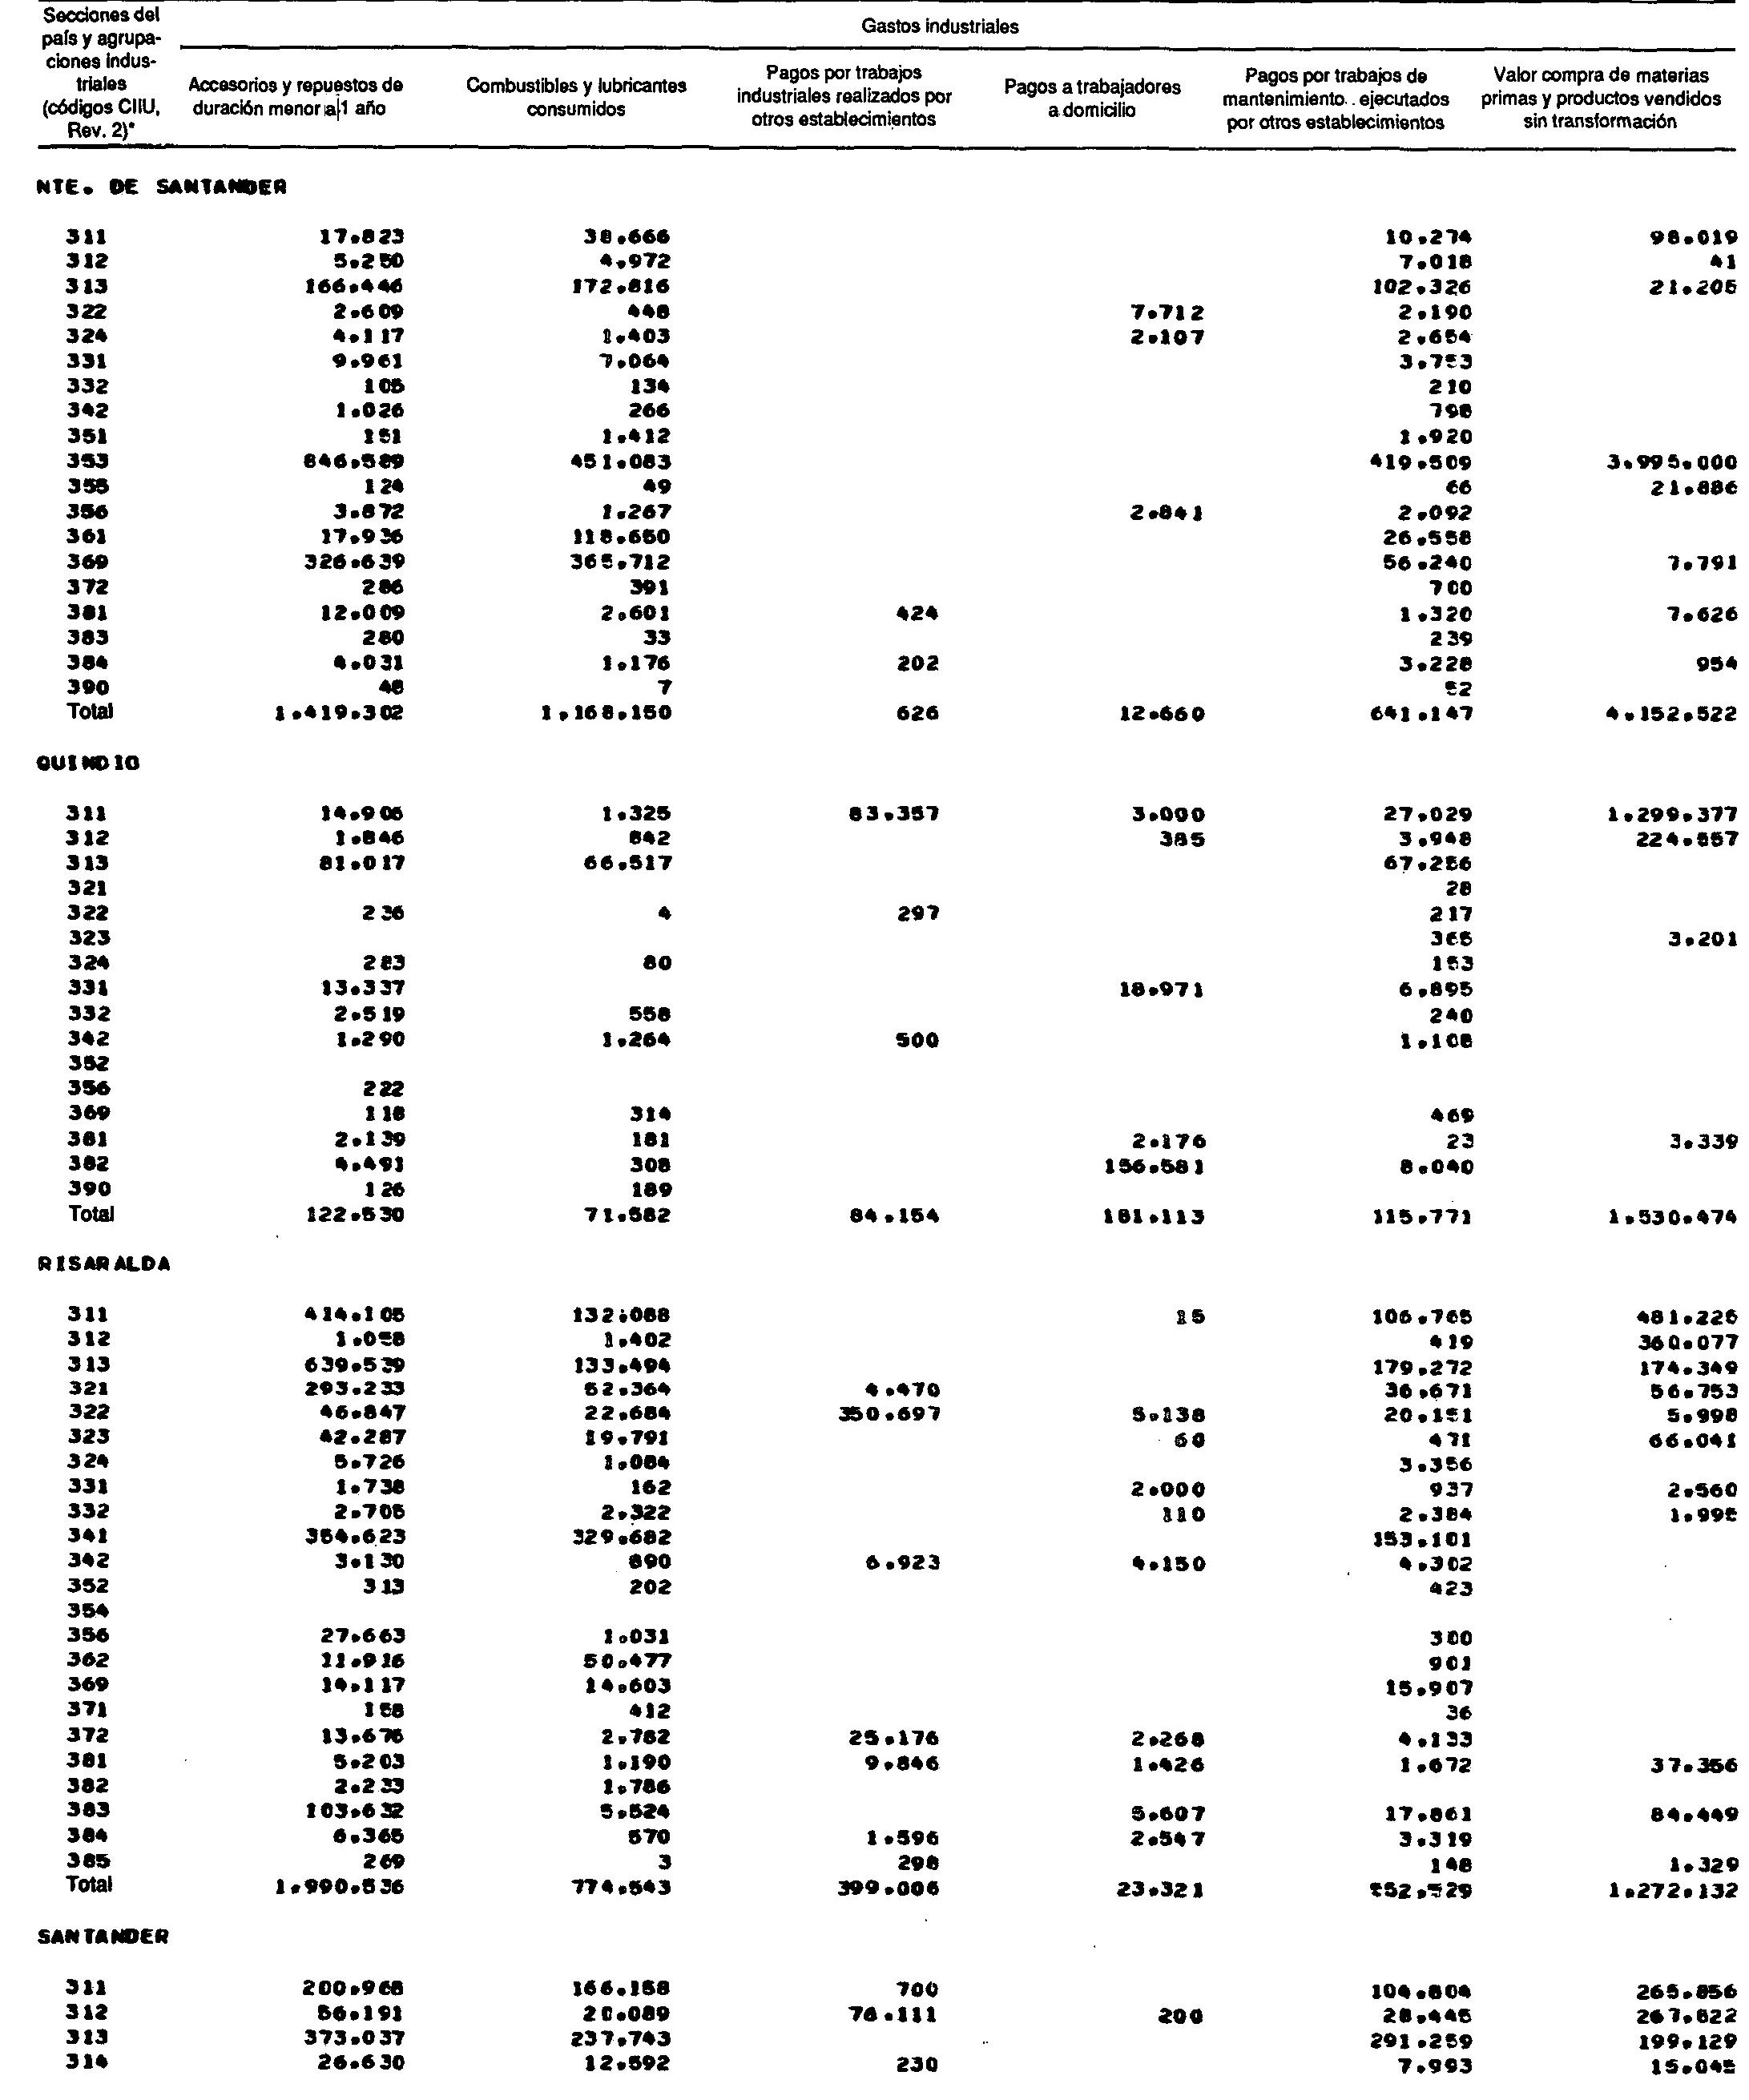 Secciones del país y agrupaciones industriales (códigos CIIU, Rev. 2)*
Gastos industriales
Accesorios y repuestos de duración menor a 1 año
Combustibles y lubricantes consumidos
Pagos por trabajos industriales realizados por otros establecimientos
Pagos a trabajadores a domicilio
Pagos por trabajos de mantenimiento ejecutados por otros establecimientos
Valor compra de materias primas y productos vendidos sin transformación
NTE. DE SANTANDER
311 17.823 38.666 10.274 98.019
312 5.250 4.972 7.018 41
313 166.446 172.816 102.326 21.205
322 2.609 448 7.712 2.190
324 4.117 1.403 2.107 2.654
331 9.961 7.064 3.753
332 105 134 210
342 1.026 266 798
351 151 1.412 1.920
353 846.589 451.083 419.509 3.995.000
355 124 49 66 21.886
356 3.872 1.267 2.841 2.092
361 17.936 118.650 26.558
369 326.639 365.712 56.240 7.791
372 286 391 700
381 12.009 2.601 424 1.320 7.626
383 280 33 239
384 4.031 1.176 202 3.228 954
390 48 7 52
Total 1.419.302 1.168.150 626 12.660 641.147 4.152.522
QUINDIO
311 14.906 1.325 83.357 3.000 27.029 1.299.377
312 1.846 842 385 3.948 224.557
313 81.017 66.517 67.256
321 28
322 236 4 297 217
323 365 3.201
324 283 80 153
331 13.337 18.971 6.895
332 2.519 558 240
342 1.290 1.264 500 1.108
352
356 222
369 118 314 469
381 2.139 181 2.176 23 3.339
382 4.491 308 156.581 8.040
390 126 189
Total 122.530 71.582 84.154 181.113 115.771 1.530.474
RISARALDA
311 414.105 132.088 15 106.765 481.225
312 1.058 1.402 419 360.077
313 639.539 133.494 179.272 174.349
321 293.233 52.364 4.470 36.671 56.753
322 46.847 22.684 350.697 5.138 20.151 5.998
323 42.287 19.791 60 471 66.041
324 5.726 1.084 3.356
331 1.738 162 2.000 937 2.560
332 2.705 2.322 110 2.384 1.995
341 354.623 329.682 153.101
342 3.130 890 6.923 4.150 4.302
352 313 202 423
354
356 27.663 1.031 300
362 11.916 50.477 901
369 14.117 14.603 15.907
371 158 412 36
372 13.676 2.782 25.176 2.268 4.133
381 5.203 1.190 9.846 1.426 1.672 37.356
382 2.233 1.786
383 103.632 5.524 5.607 17.861 84.449
384 6.365 570 1.596 2.547 3.319
385 269 3 298 148 1.329
Total 1.990.536 774.543 399.006 23.321 552.529 1.272.132
SANTANDER
311 200.968 166.158 700 104.804 265.856
312 56.191 20.089 76.111 200 28.445 267.822
313 373.037 237.743 291.259 199.129
314 26.630 12.592 230 7.993 15.045